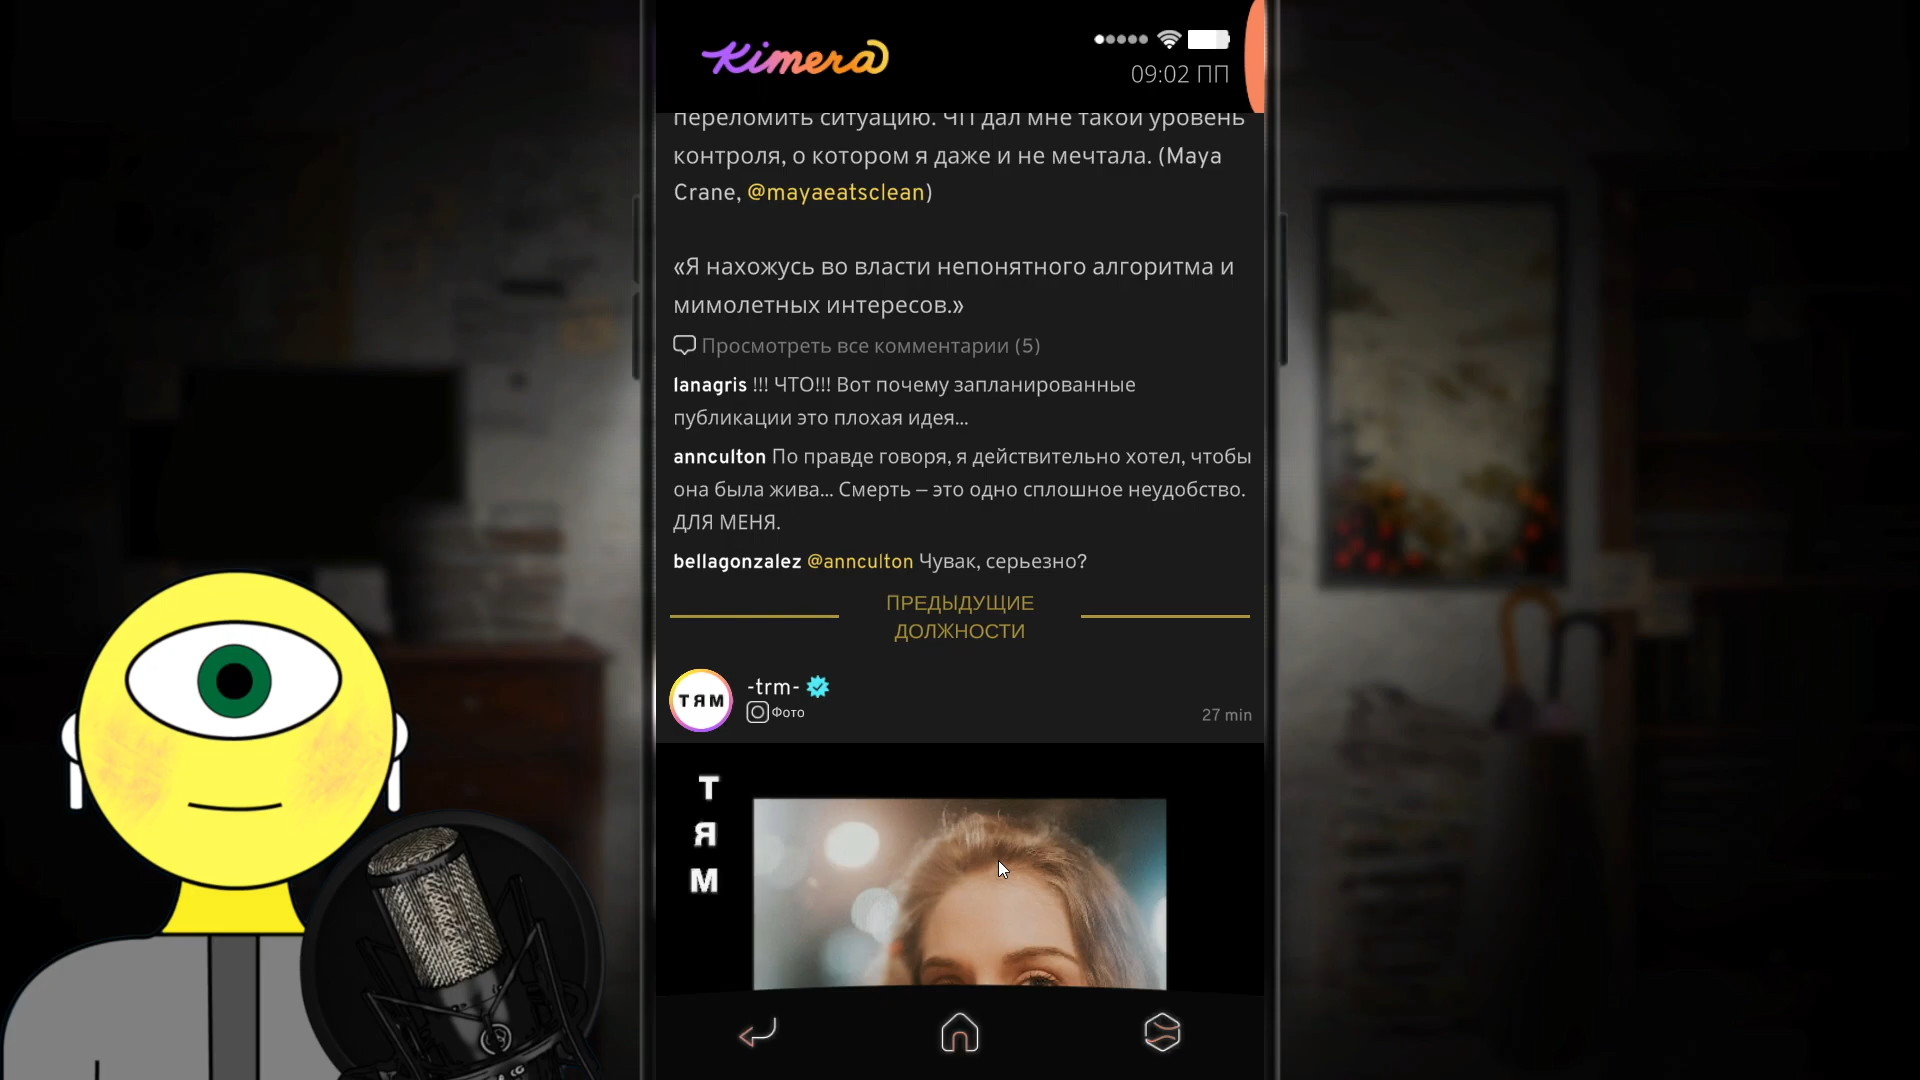 Kimera
09:02 ПП
переломить ситуацию. ЧП дал мне такой уровень
контроля, о котором я даже и не мечтала. (Maya
Crane, @mayaeatsclean)
«Я нахожусь во власти непонятного алгоритма и
мимолетных интересов.»
Просмотреть все комментарии (5)
lanagris !!! ЧТО!!! Вот почему запланированные
публикации это плохая идея...
annculton По правде говоря, я действительно хотел, чтобы
она была жива... Смерть – это одно сплошное неудобство.
ДЛЯ МЕНЯ.
bellagonzalez @annculton Чувак, серьезно?
ПРЕДЫДУЩИЕ
ДОЛЖНОСТИ
ТЯМ
-trm-
Фото
27 min
Т
Я
М